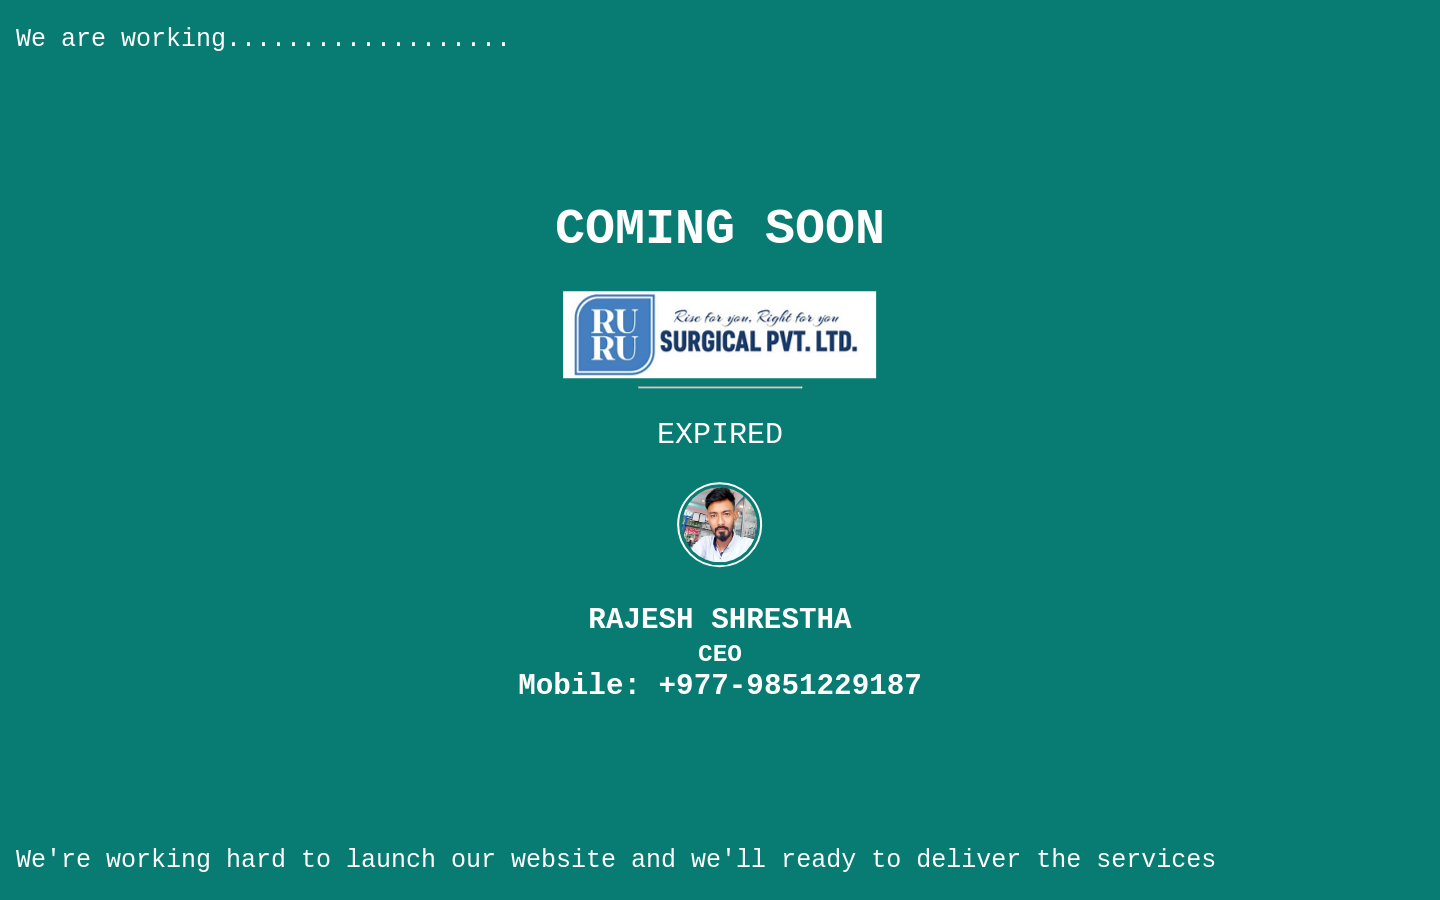 We are working...................
COMING SOON
RU
RU
Rise for you, Right for you
SURGICAL PVT. LTD.
EXPIRED
RAJESH SHRESTHA
CEO
Mobile: +977-9851229187
We're working hard to launch our website and we'll ready to deliver the services